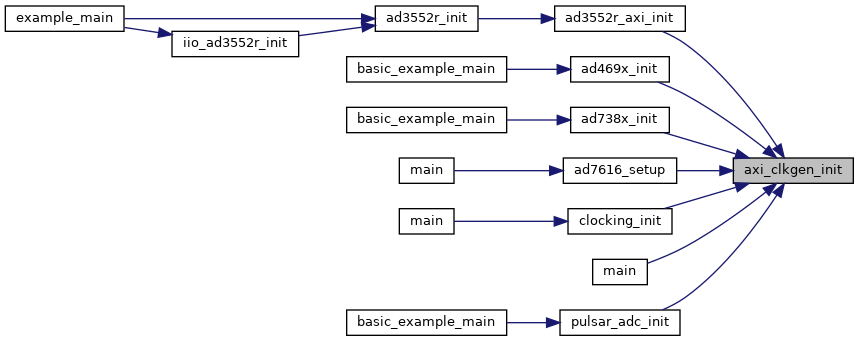 example_main
ad3552r_init
ad3552r_axi_init
iio_ad3552r_init
basic_example_main
ad469x_init
basic_example_main
ad738x_init
main
ad7616_setup
axi_clkgen_init
main
clocking_init
main
basic_example_main
pulsar_adc_init